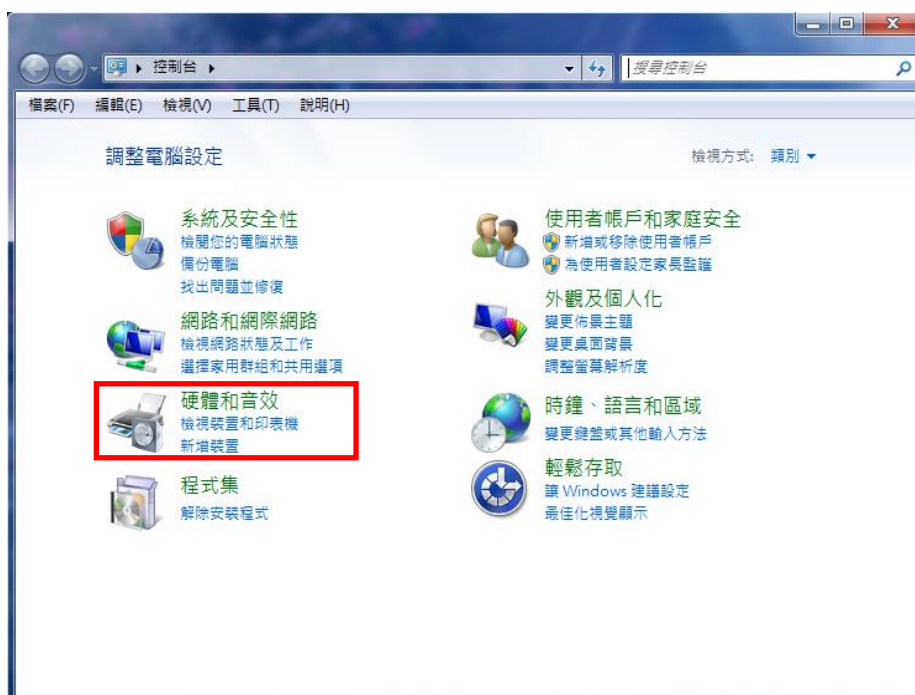 控制台
搜尋控制台
檔案(F) 編輯(E) 檢視(V) 工具(T) 說明(H)
調整電腦設定
檢視方式: 類別
系統及安全性
檢閱您的電腦狀態
備份電腦
找出問題並修復
網路和網際網路
檢視網路狀態及工作
選擇家用群組和共用選項
硬體和音效
檢視裝置和印表機
新增裝置
程式集
解除安裝程式
使用者帳戶和家庭安全
新增或移除使用者帳戶
為使用者設定家長監護
外觀及個人化
變更佈景主題
變更桌面背景
調整螢幕解析度
時鐘、語言和區域
變更鍵盤或其他輸入方法
輕鬆存取
讓 Windows 建議設定
最佳化視覺顯示